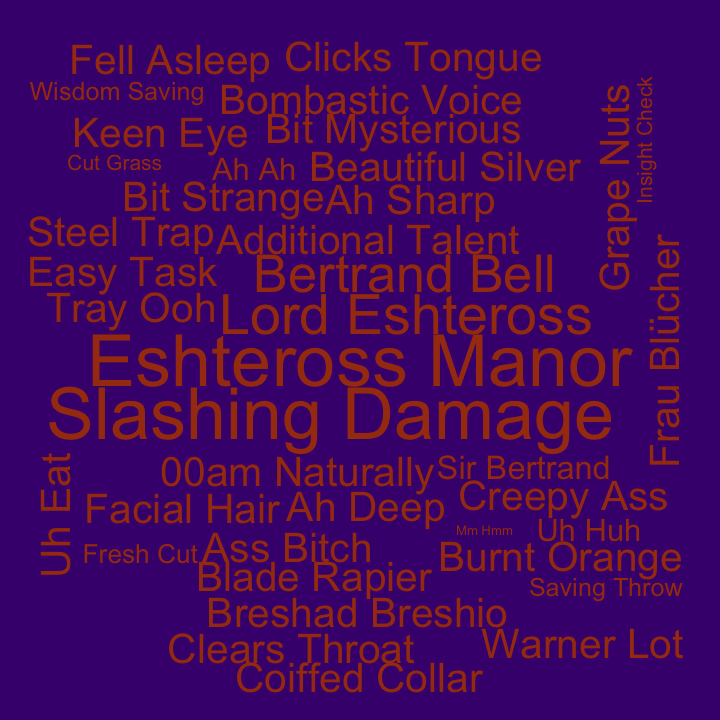 Fell Asleep
Clicks Tongue
Wisdom Saving
Bombastic Voice
Keen Eye
Bit Mysterious
Cut Grass
Ah Ah
Beautiful Silver
Grape Nuts
Insight Check
Bit Strange
Ah Sharp
Steel Trap
Additional Talent
Easy Task
Bertrand Bell
Tray Ooh
Lord Eshteross
Frau Blücher
Eshteross Manor
Slashing Damage
Uh Eat
00am Naturally
Sir Bertrand
Facial Hair
Ah Deep
Creepy Ass
Mm Hmm
Uh Huh
Fresh Cut
Ass Bitch
Burnt Orange
Blade Rapier
Saving Throw
Breshad Breshio
Clears Throat
Warner Lot
Coiffed Collar